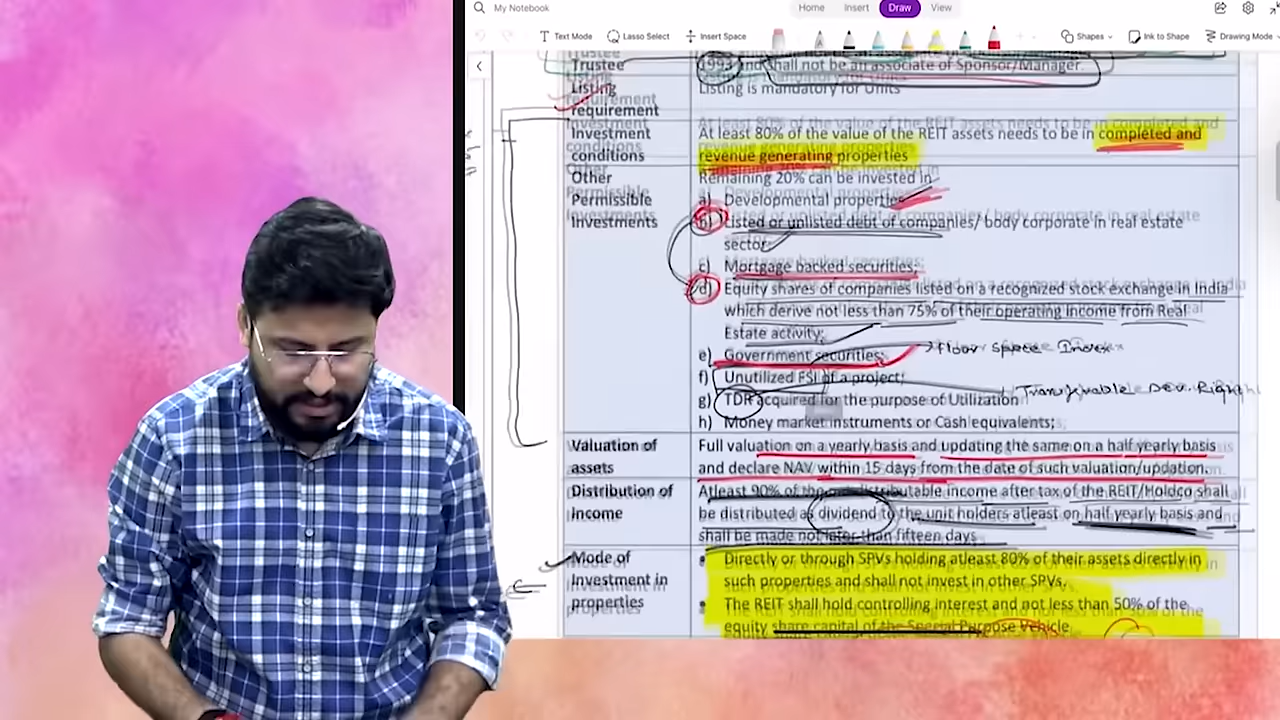 My Notebook
Home Insert Draw View
Text Mode Lasso Select Insert Space Shapes Ink to Shape Drawing Mode
Trustee 1993 and shall not be an associate of Sponsor/Manager.
Listing requirement
Listing is mandatory for Units
Investment conditions
At least 80% of the value of the REIT assets needs to be in completed and
revenue generating properties
Other Permissible Investments
Remaining 20% can be invested in
a) Developmental properties
b) Listed or unlisted debt of companies/ body corporate in real estate
sector
c) Mortgage backed securities;
d) Equity shares of companies listed on a recognized stock exchange in India
which derive not less than 75% of their operating income from Real
Estate activity;
e) Government securities;
Floor Space Index
f) Unutilized FSI of a project;
g) TDR acquired for the purpose of Utilization
Transferable Dev. Right
h) Money market instruments or Cash equivalents;
Valuation of assets
Full valuation on a yearly basis and updating the same on a half yearly basis
and declare NAV within 15 days from the date of such valuation/updation.
Distribution of Income
Atleast 90% of the distributable income after tax of the REIT/Holdco shall
be distributed as dividend to the unit holders atleast on half yearly basis and
shall be made not later than fifteen days
Mode of Investment in properties
• Directly or through SPVs holding atleast 80% of their assets directly in
such properties and shall not invest in other SPVs.
• The REIT shall hold controlling interest and not less than 50% of the
equity share capital of the Special Purpose Vehicle